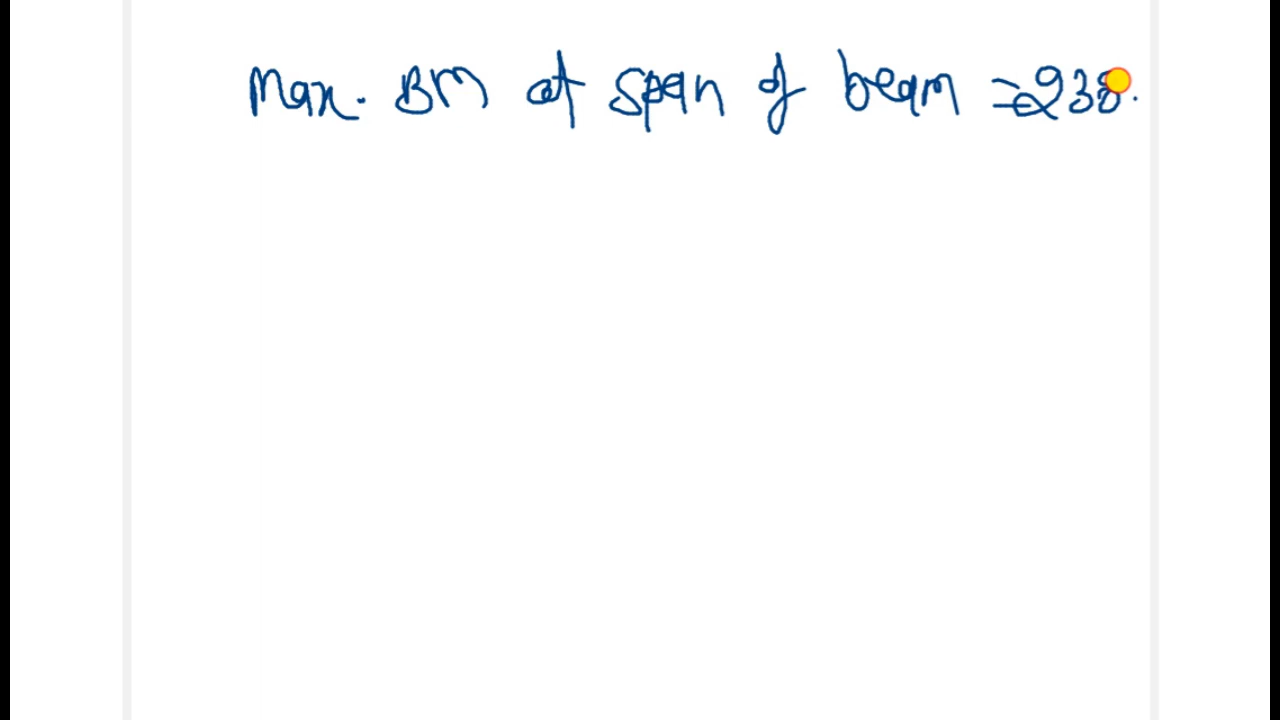 Max. BM at span of beam = 238.